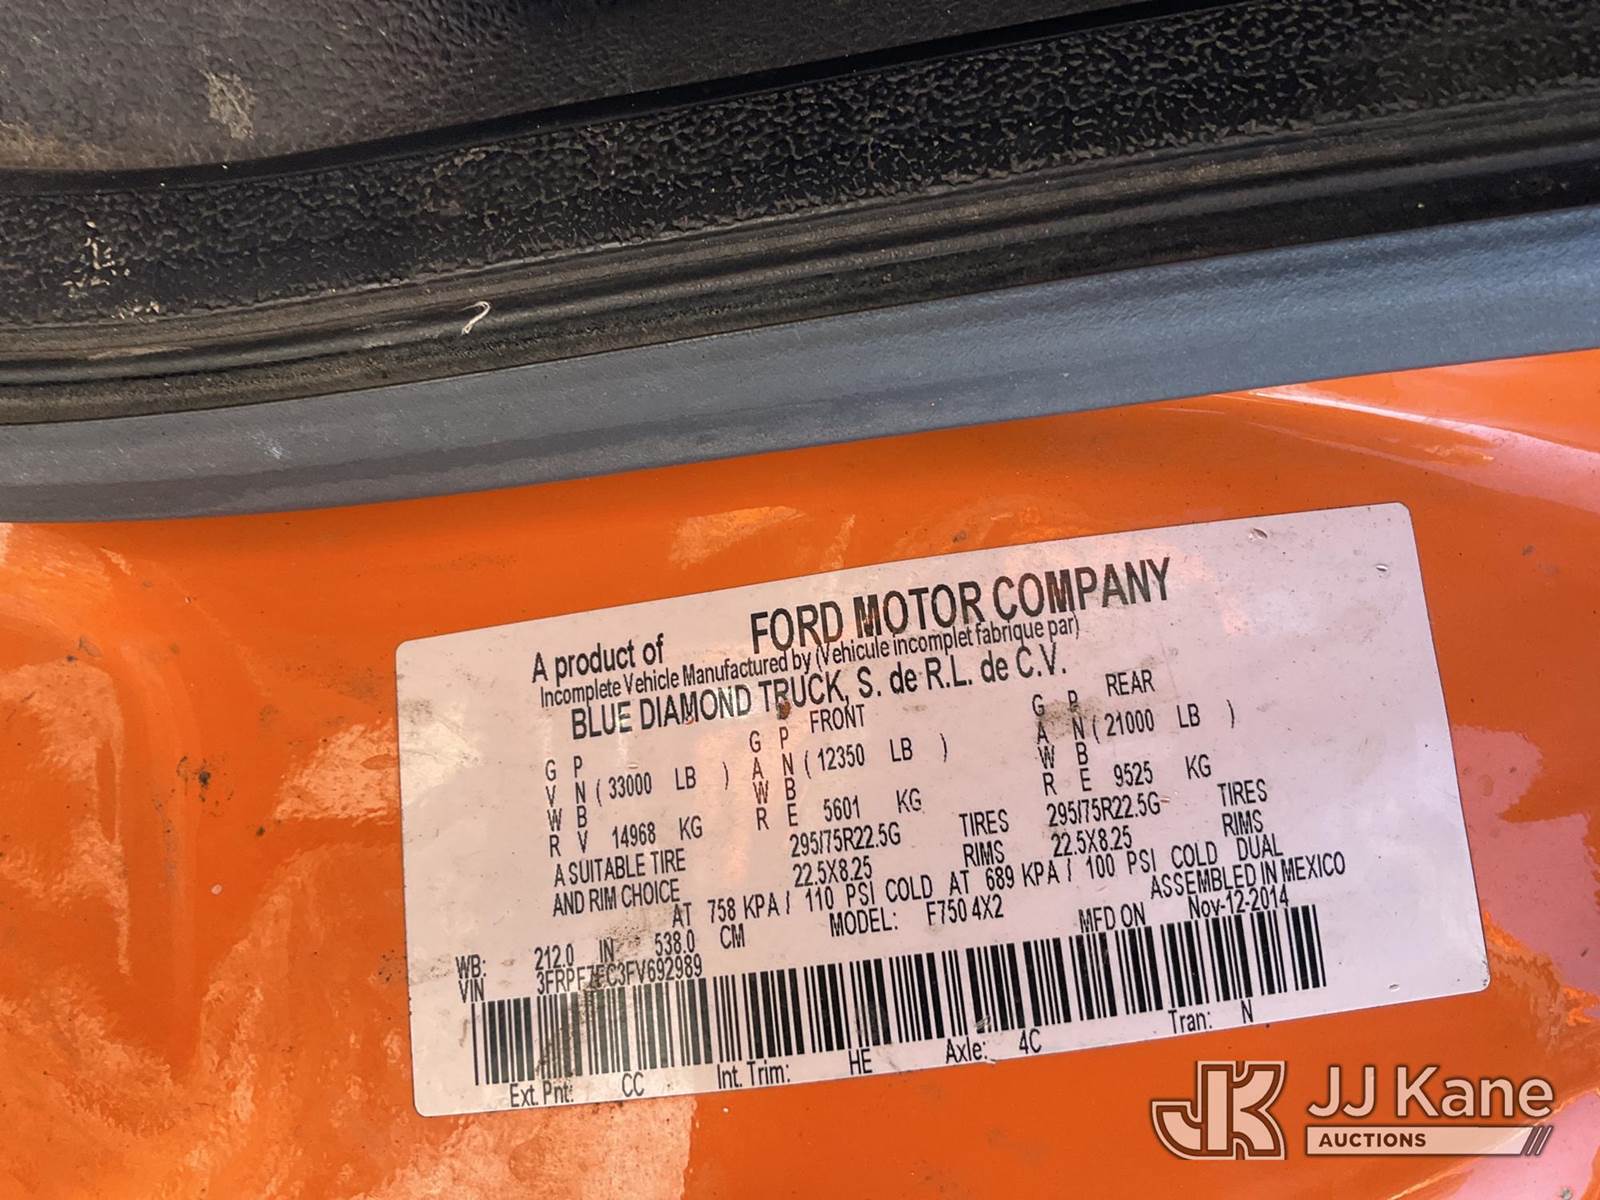 A product of FORD MOTOR COMPANY
Incomplete Vehicle Manufactured by (Vehicule incomplet fabrique par)
BLUE DIAMOND TRUCK, S. de R.L. de C.V.
FRONT REAR
G P G P G P
V N ( 33000 LB ) A N ( 12350 LB ) A N ( 21000 LB )
W B W B W B
R V 14968 KG R E 5601 KG R E 9525 KG
A SUITABLE TIRE 295/75R22.5G TIRES 295/75R22.5G TIRES
AND RIM CHOICE 22.5X8.25 RIMS 22.5X8.25 RIMS
AT 758 KPA / 110 PSI COLD AT 689 KPA / 100 PSI COLD DUAL
ASSEMBLED IN MEXICO
WB: 212.0 IN 538.0 CM MODEL: F750 4X2 MFD ON Nov-12-2014
VIN 3FRPF7FC3FV692989
Ext. Pnt: CC Int. Trim: HE Axle: 4C Tran: N
JK JJ Kane
AUCTIONS